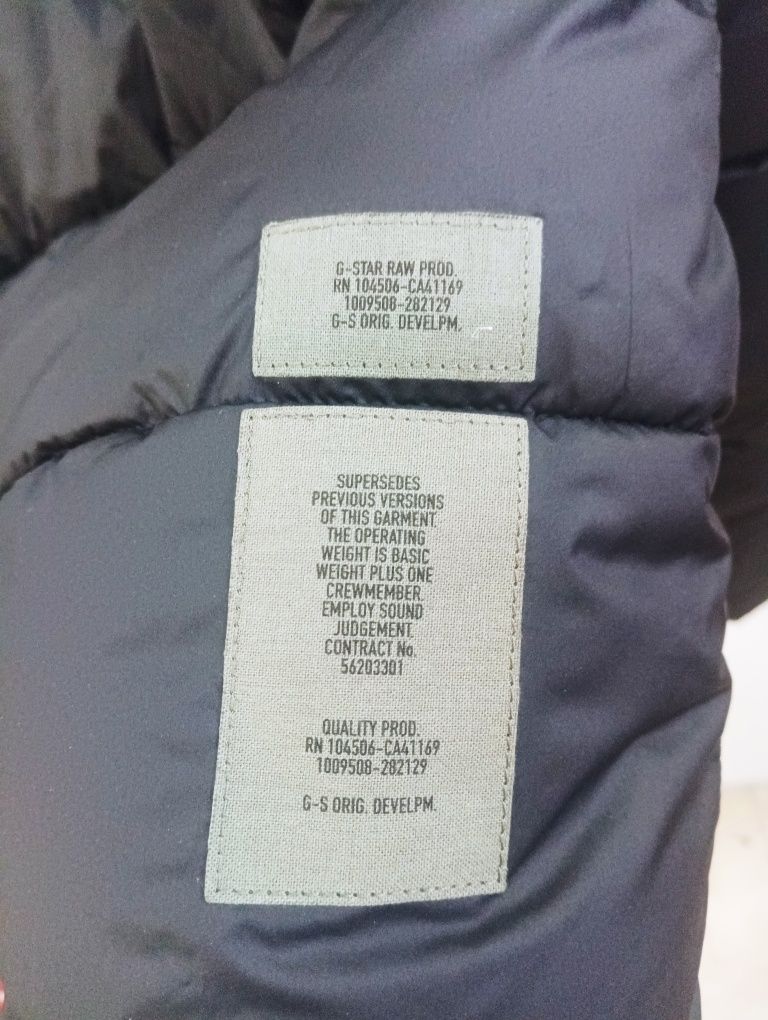 G-STAR RAW PROD.
RN 104506-CA41169
1009508-282129
G-S ORIG. DEVELPM.
SUPERSEDES
PREVIOUS VERSIONS
OF THIS GARMENT.
THE OPERATING
WEIGHT IS BASIC
WEIGHT PLUS ONE
CREWMEMBER.
EMPLOY SOUND
JUDGEMENT.
CONTRACT No.
56203301
QUALITY PROD.
RN 104506-CA41169
1009508-282129
G-S ORIG. DEVELPM.